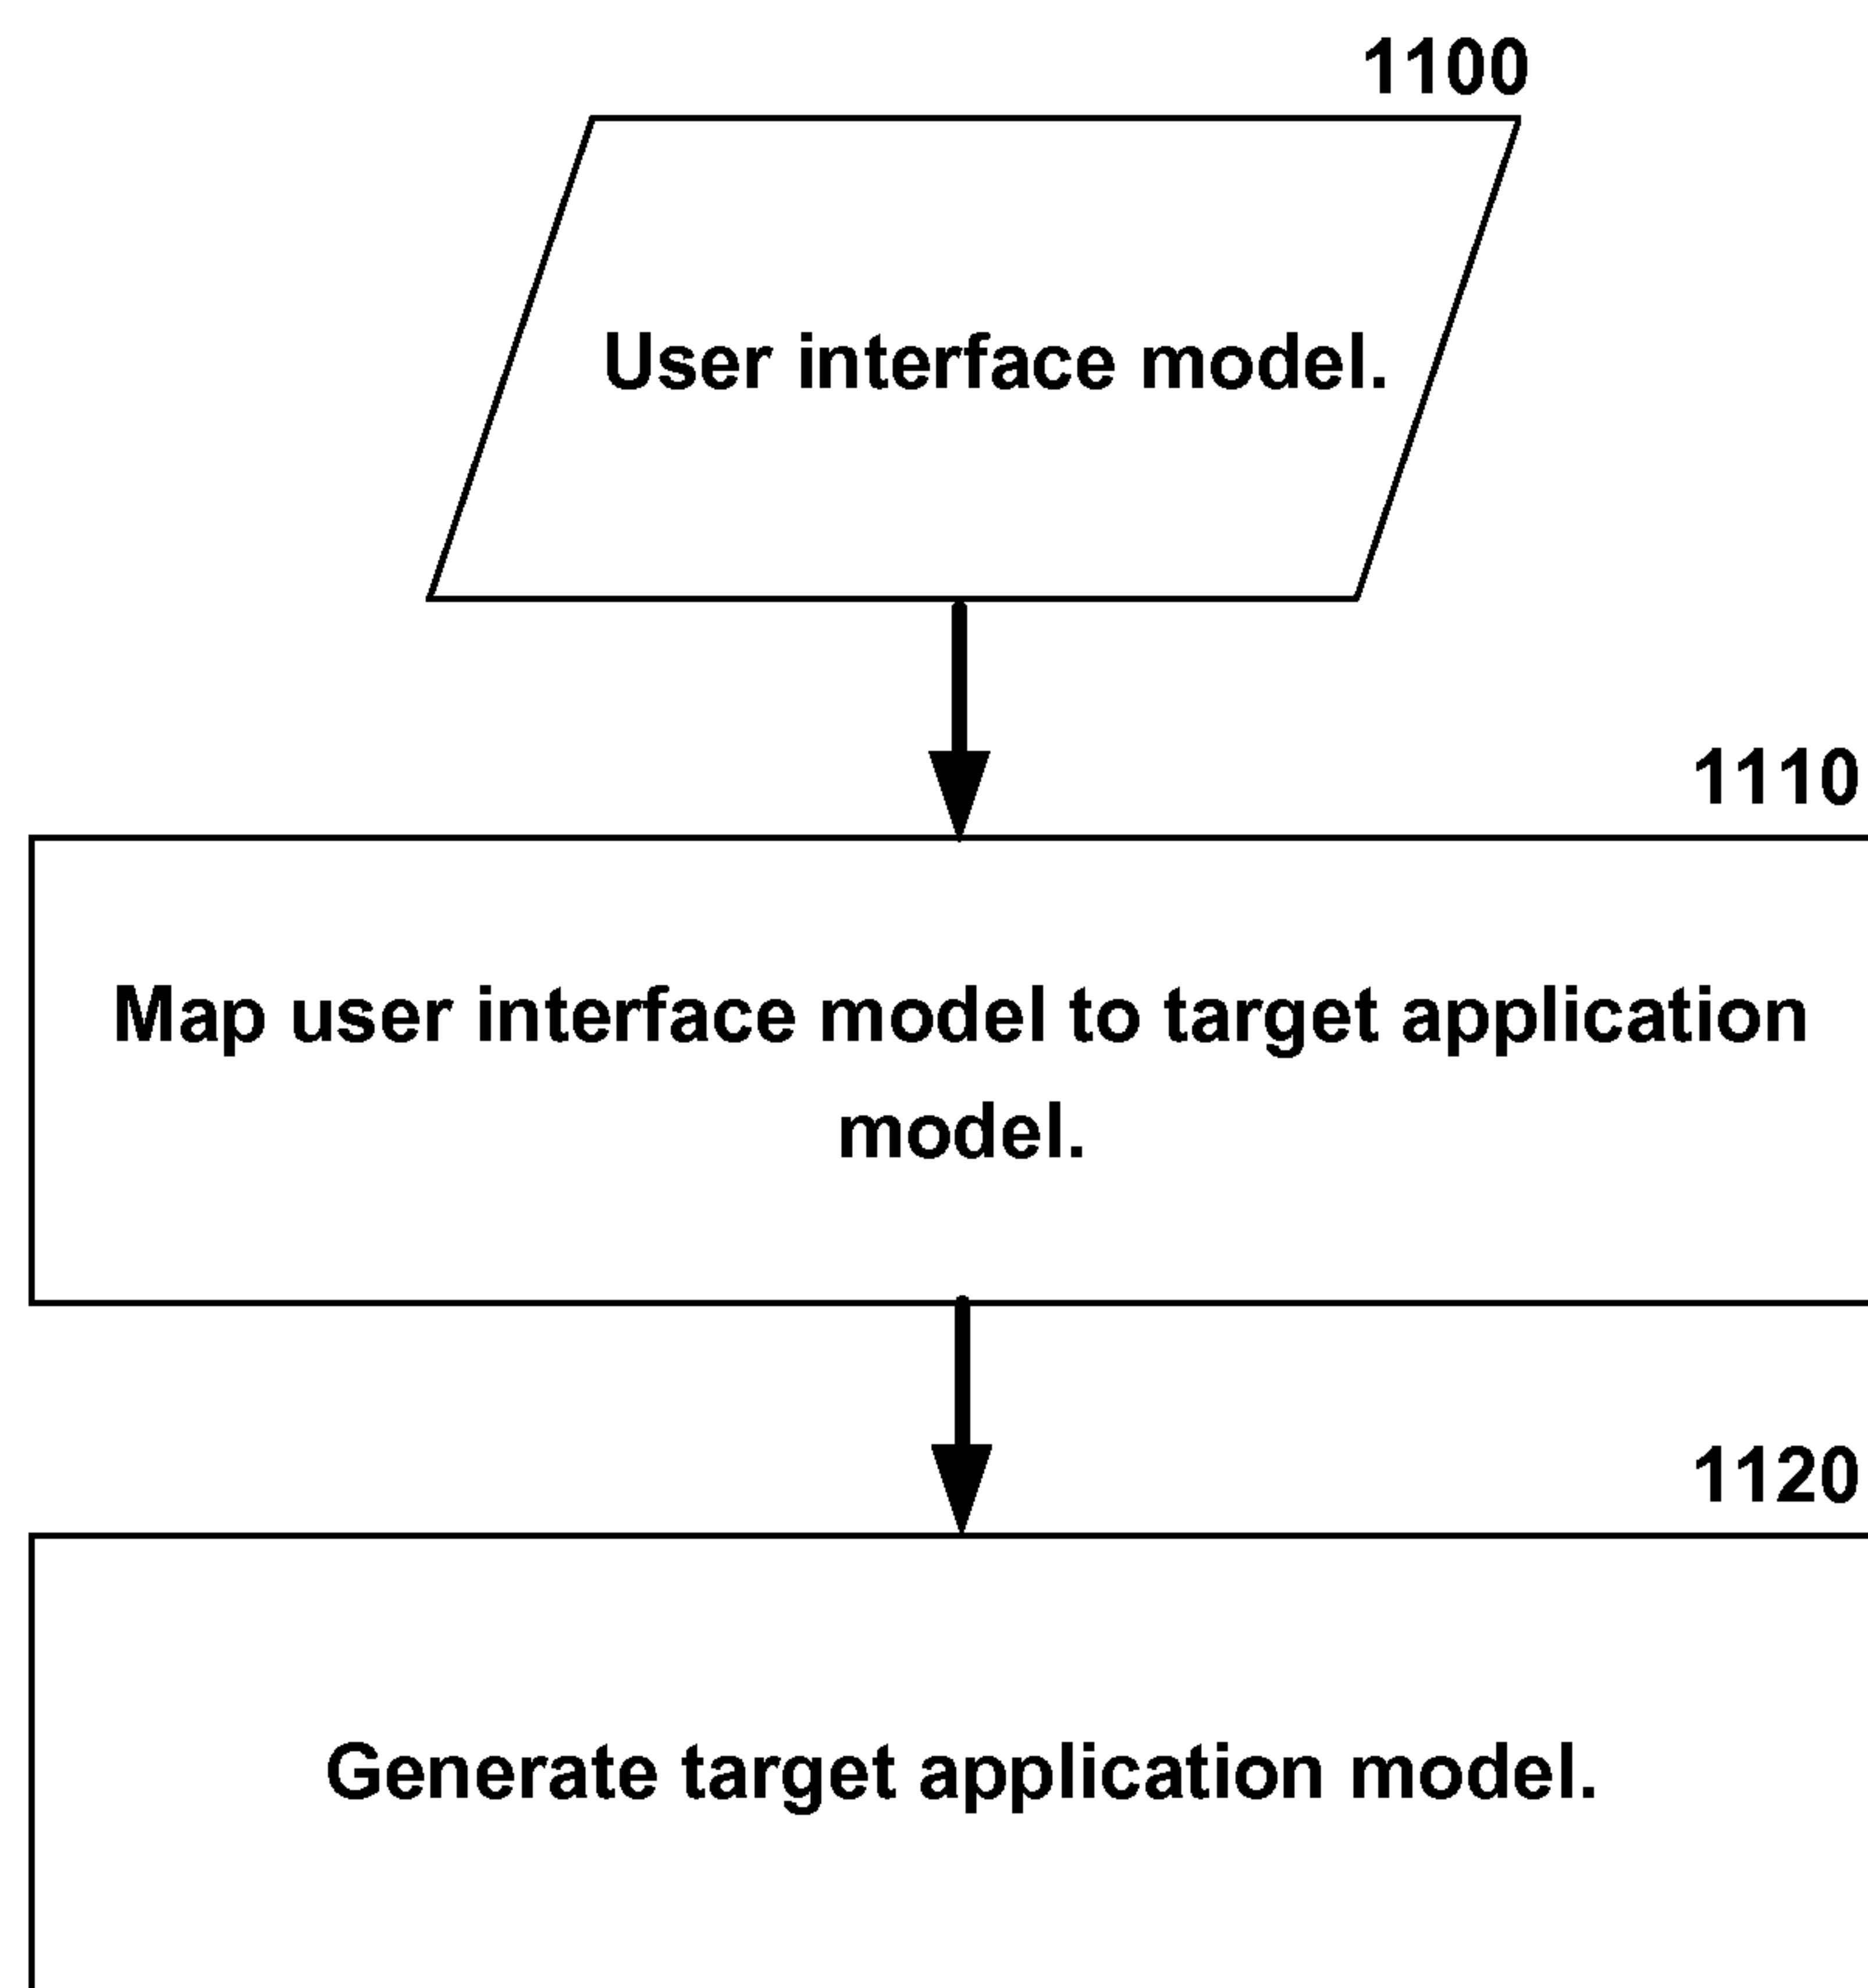 1100
User interface model.
1110
Map user interface model to target application
model.
1120
Generate target application model.